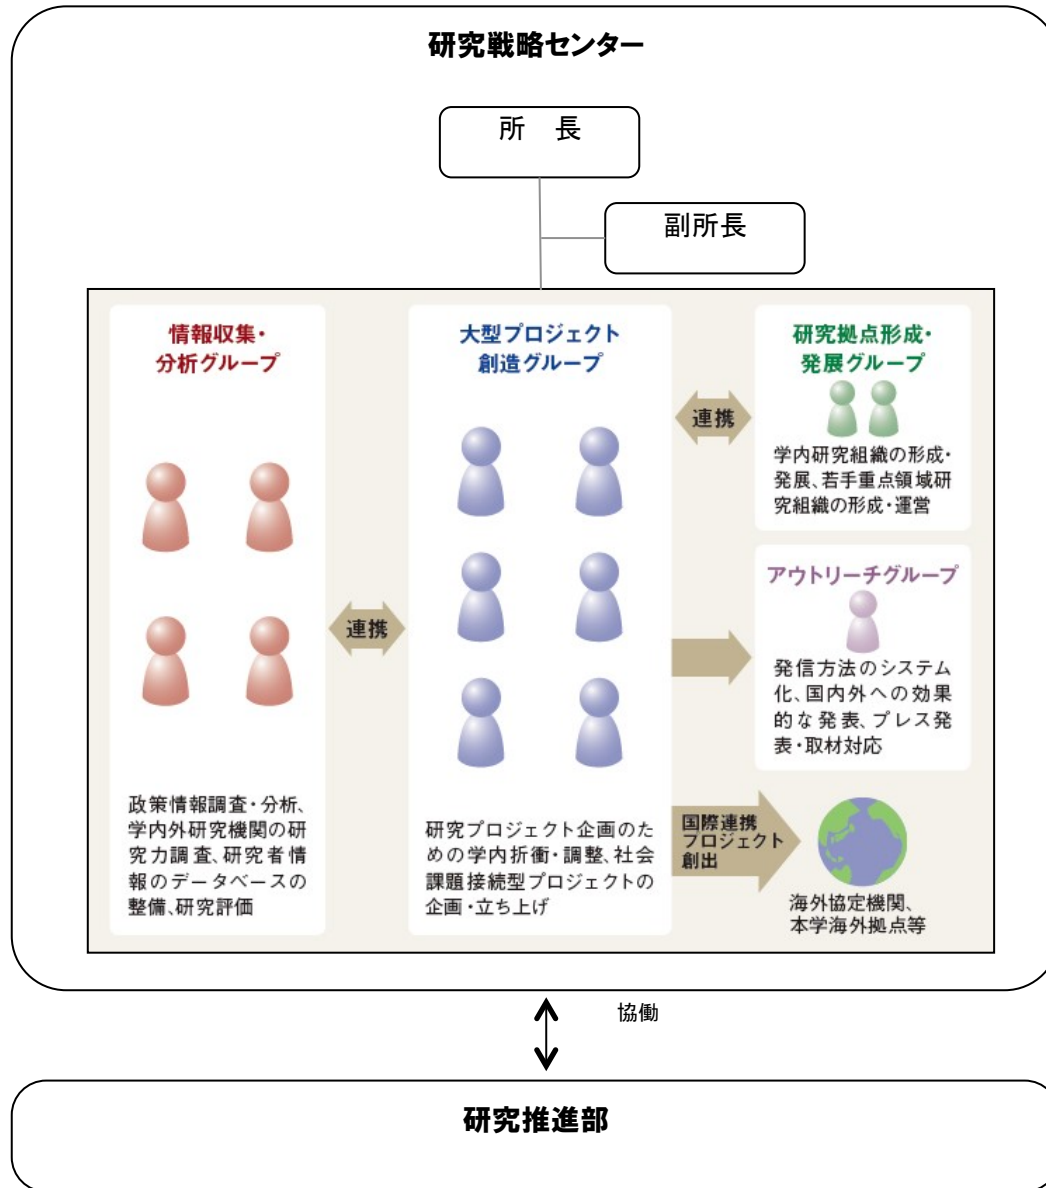 研究戦略センター
所　長
副所長
情報収集・
分析グループ
政策情報調査・分析、
学内外研究機関の研
究力調査、研究者情
報のデータベースの
整備、研究評価
連携
大型プロジェクト
創造グループ
研究プロジェクト企画のた
めの学内折衝・調整、社会
課題接続型プロジェクトの
企画・立ち上げ
連携
研究拠点形成・
発展グループ
学内研究組織の形成・
発展、若手重点領域研
究組織の形成・運営
アウトリーチグループ
発信方法のシステム
化、国内外への効果
的な発表、プレス発
表・取材対応
国際連携
プロジェクト
創出
海外協定機関、
本学海外拠点等
協働
研究推進部